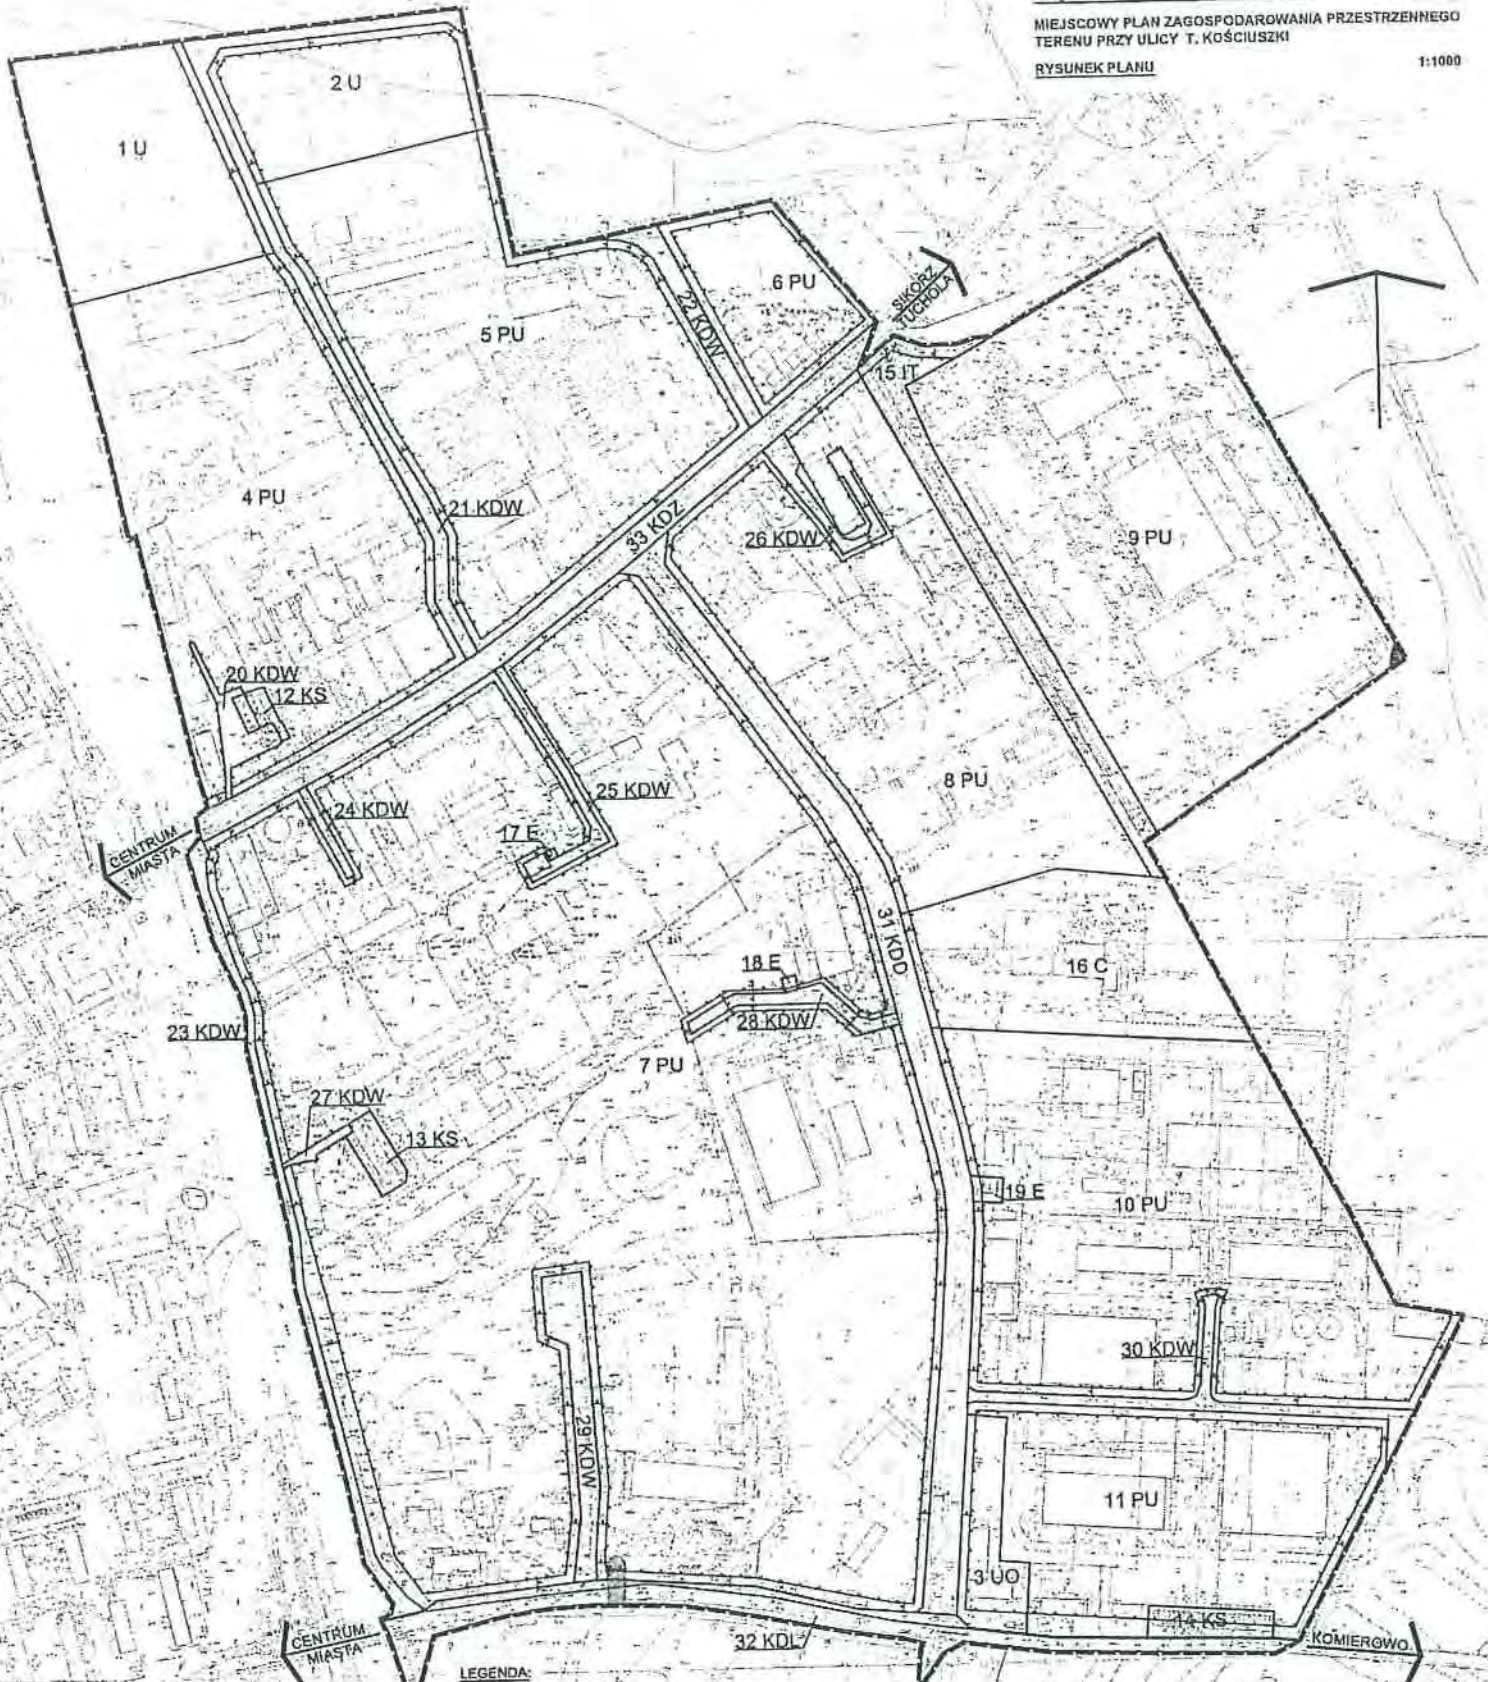 MIEJSCOWY PLAN ZAGOSPODAROWANIA PRZESTRZENNEGO
TERENU PRZY ULICY T. KOŚCIUSZKI
RYSUNEK PLANU 1:1000
2 U
1 U
6 PU
SIKORZ
TUCHOLA
22 KDW
5 PU
15 IT
4 PU
21 KDW
33 KDZ
26 KDW
9 PU
20 KDW
12 KS
8 PU
25 KDW
24 KDW
17 E
CENTRUM
MIASTA
31 KDD
18 E
16 C
28 KDW
23 KDW
7 PU
27 KDW
13 KS
19 E
10 PU
30 KDW
29 KDW
11 PU
3 UO
14 KS
CENTRUM
MIASTA
32 KDL
KOMIEROWO
LEGENDA: